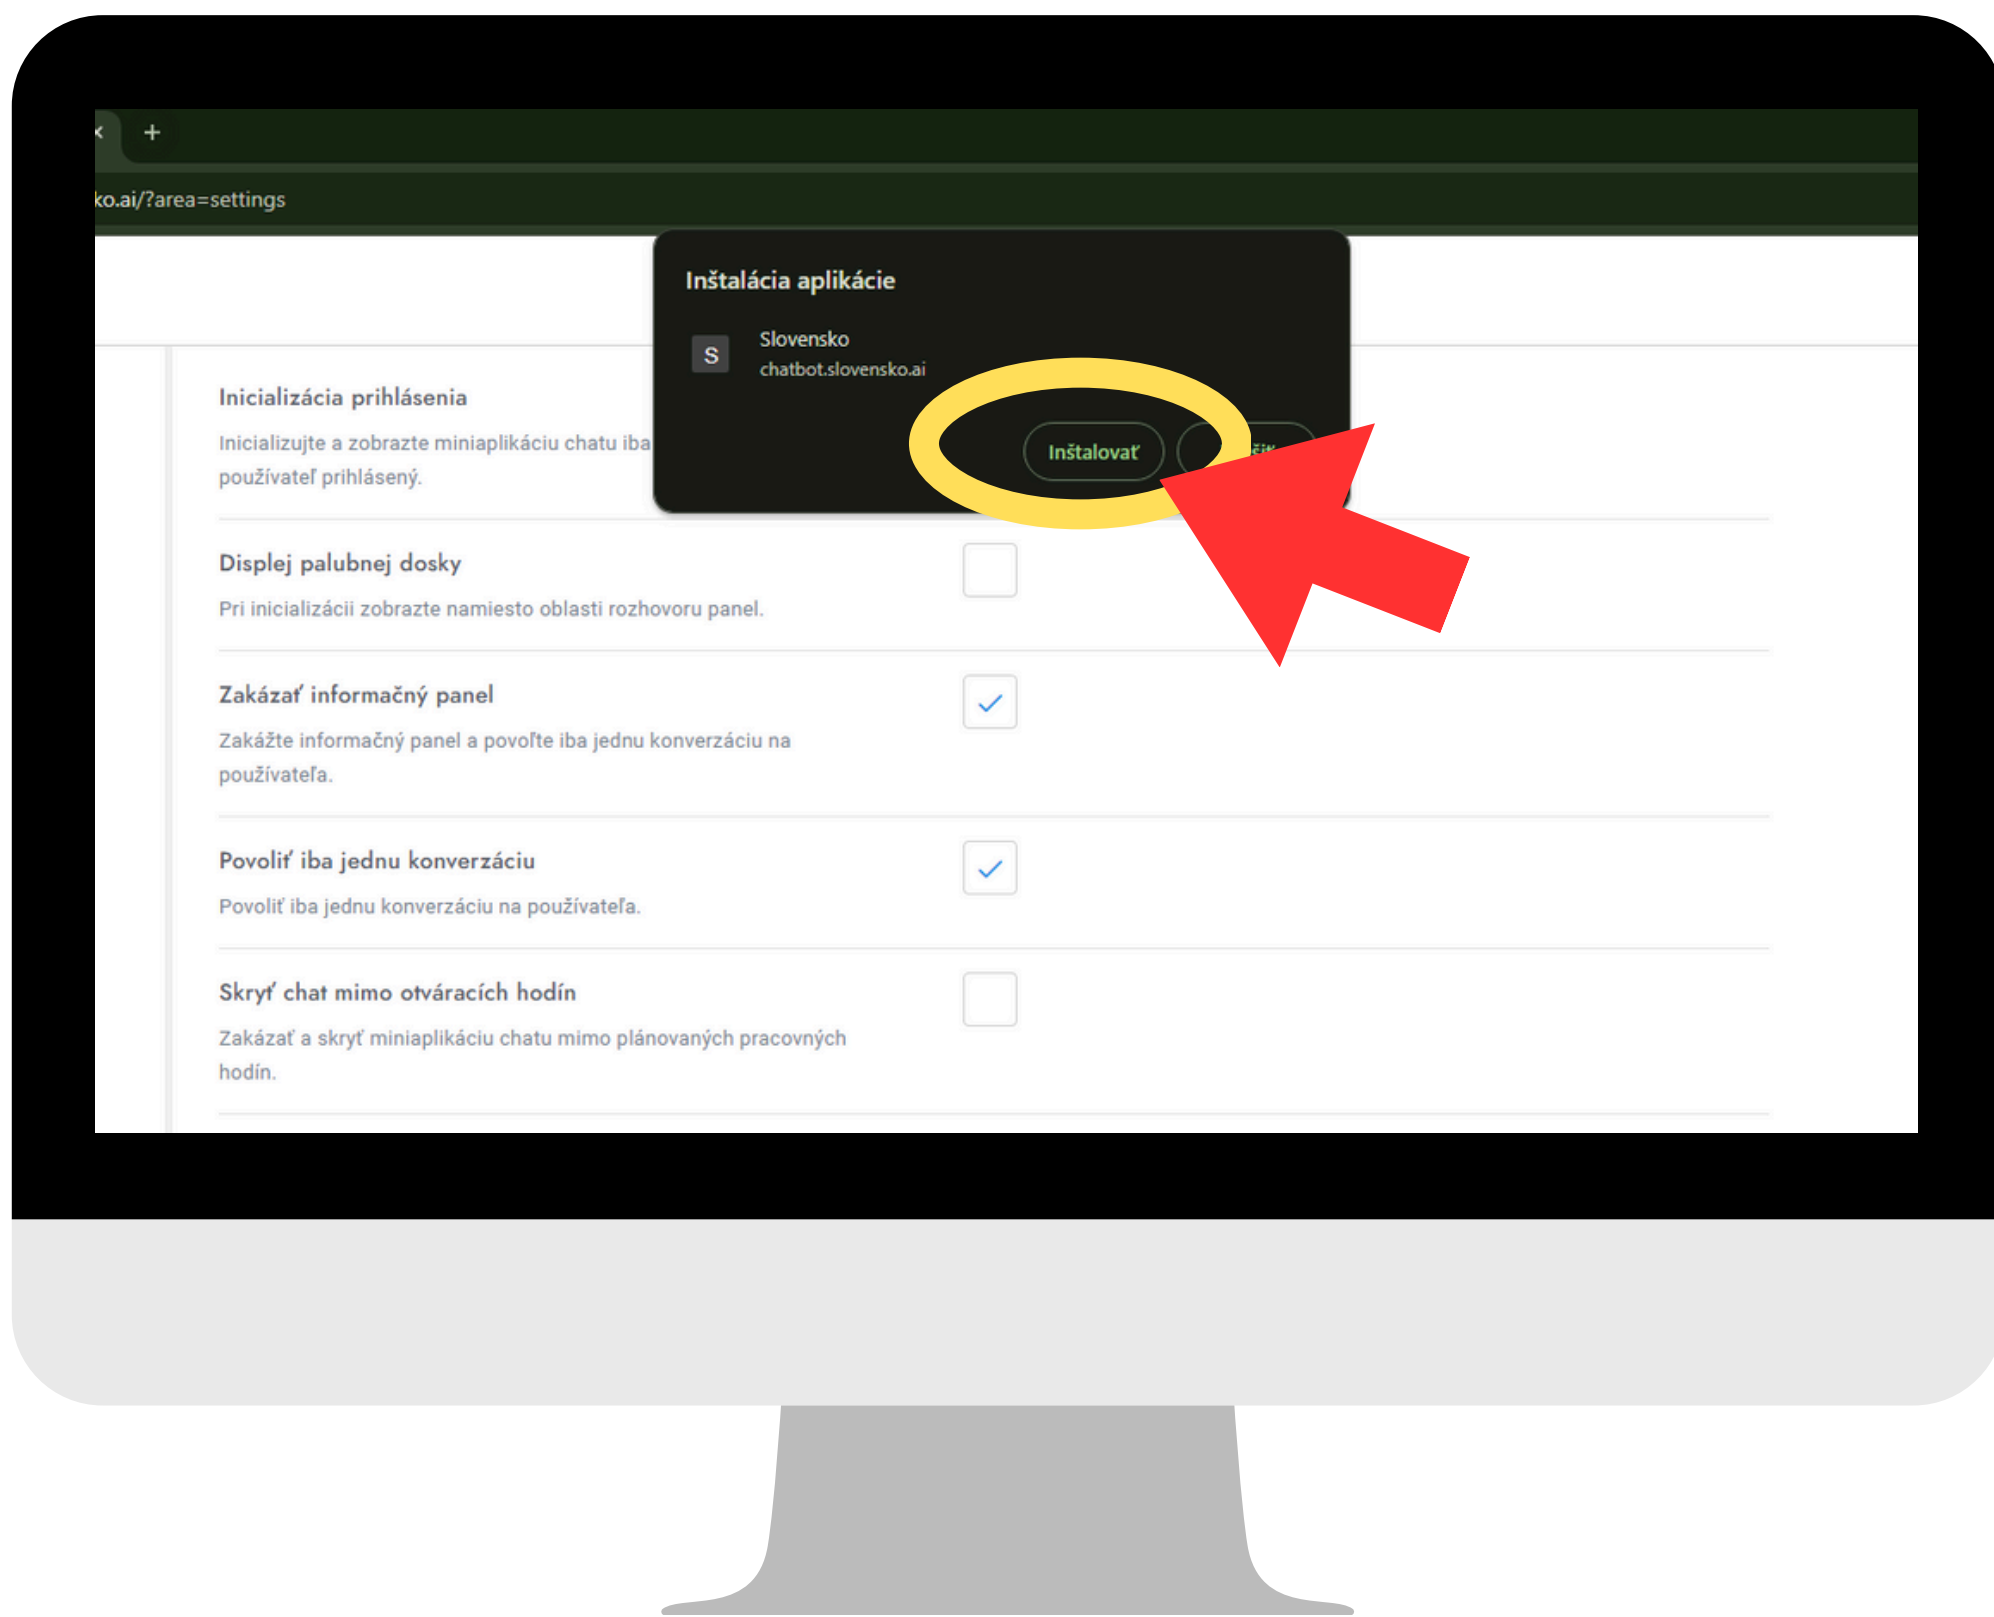 ko.ai/?area=settings
Inštalácia aplikácie
S
Slovensko
chatbot.slovensko.ai
Inštalovať
Inicializácia prihlásenia
Inicializujte a zobrazte miniaplikáciu chatu iba
používateľ prihlásený.
Displej palubnej dosky
Pri inicializácii zobrazte namiesto oblasti rozhovoru panel.
Zakázať informačný panel
Zakážte informačný panel a povoľte iba jednu konverzáciu na
používateľa.
Povoliť iba jednu konverzáciu
Povoliť iba jednu konverzáciu na používateľa.
Skryť chat mimo otváracích hodín
Zakázať a skryť miniaplikáciu chatu mimo plánovaných pracovných
hodín.